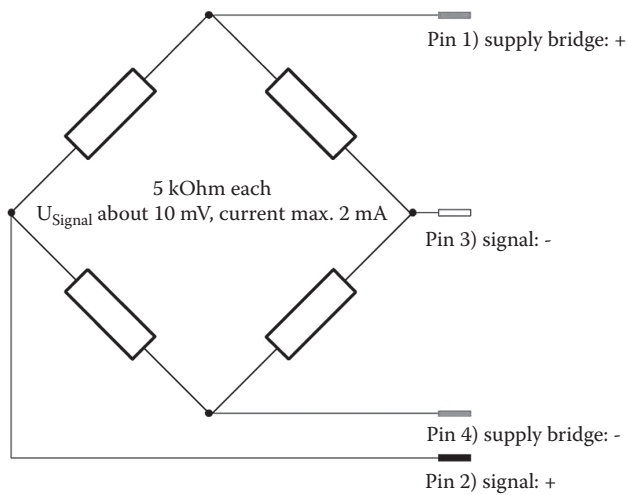 Pin 1) supply bridge: +
5 kOhm each
USignal about 10 mV, current max. 2 mA
Pin 3) signal: -
Pin 4) supply bridge: -
Pin 2) signal: +